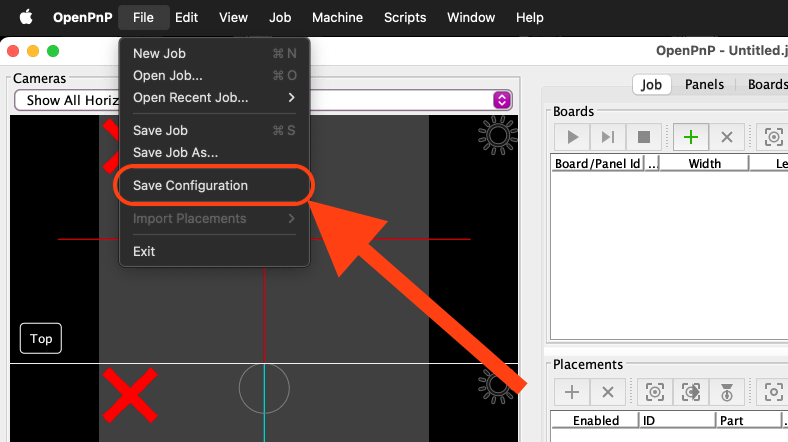 OpenPnP File Edit View Job Machine Scripts Window Help
OpenPnP - Untitled.j
Cameras
Show All Horiz
New Job ⌘ N
Open Job... ⌘ O
Open Recent Job...
Save Job ⌘ S
Save Job As...
Save Configuration
Import Placements
Exit
Top
Job Panels Boards
Boards
Board/Panel Id ... Width Le
Placements
Enabled ID Part ..